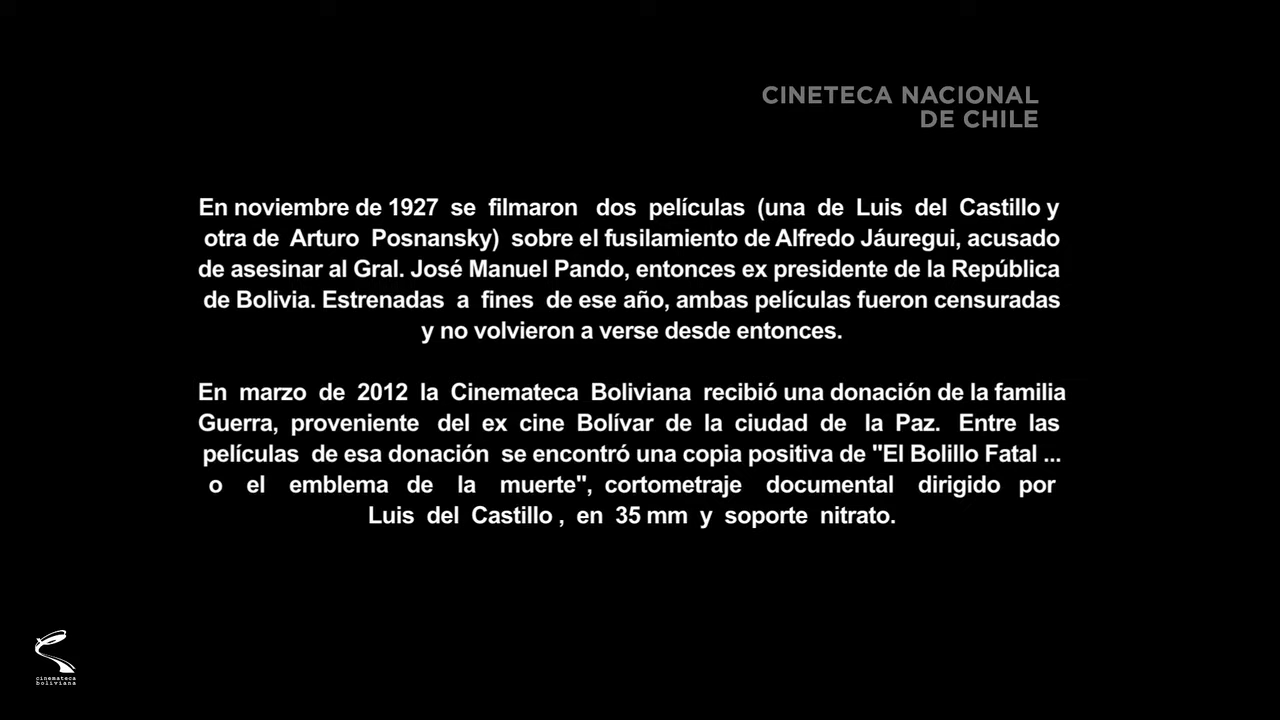 CINETECA NACIONAL
DE CHILE
En noviembre de 1927 se filmaron dos películas (una de Luis del Castillo y
otra de Arturo Posnansky) sobre el fusilamiento de Alfredo Jáuregui, acusado
de asesinar al Gral. José Manuel Pando, entonces ex presidente de la República
de Bolivia. Estrenadas a fines de ese año, ambas películas fueron censuradas
y no volvieron a verse desde entonces.
En marzo de 2012 la Cinemateca Boliviana recibió una donación de la familia
Guerra, proveniente del ex cine Bolívar de la ciudad de la Paz. Entre las
películas de esa donación se encontró una copia positiva de "El Bolillo Fatal ...
o el emblema de la muerte", cortometraje documental dirigido por
Luis del Castillo , en 35 mm y soporte nitrato.
cinemateca
boliviana